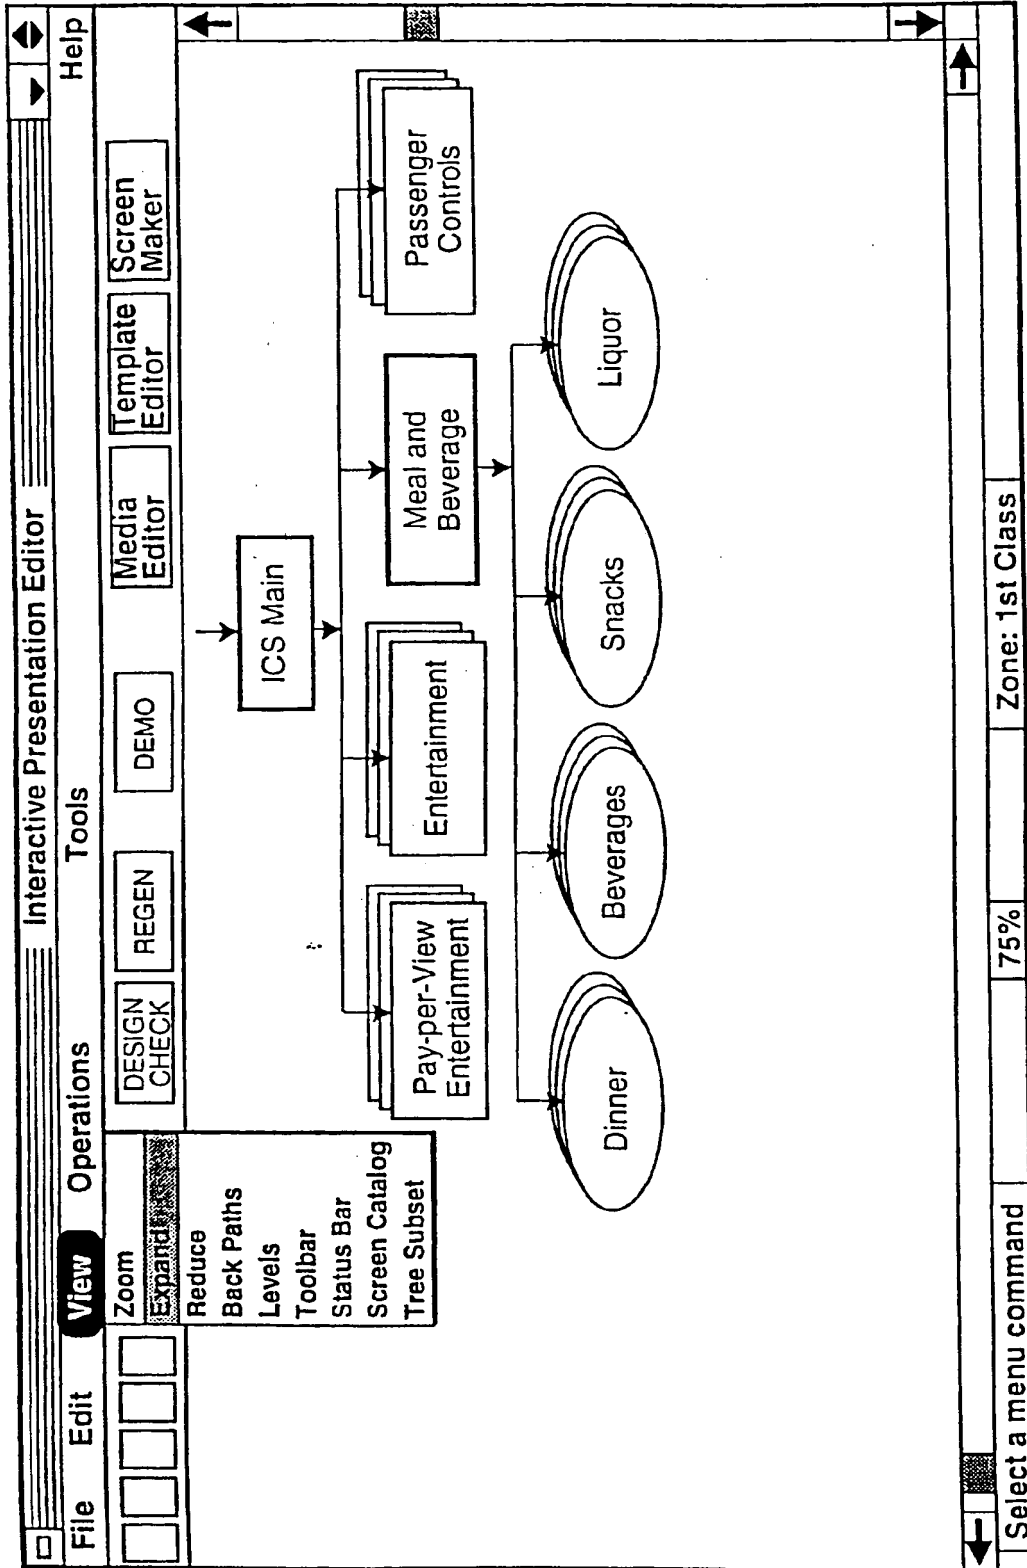 Interactive Presentation Editor
File Edit View Operations Tools Help
DESIGN
CHECK
REGEN
DEMO
Media
Editor
Template
Editor
Screen
Maker
Zoom
Expand
Reduce
Back Paths
Levels
Toolbar
Status Bar
Screen Catalog
Tree Subset
ICS Main
Pay-per-View
Entertainment
Entertainment
Meal and
Beverage
Passenger
Controls
Dinner
Beverages
Snacks
Liquor
Select a menu command
75%
Zone: 1st Class